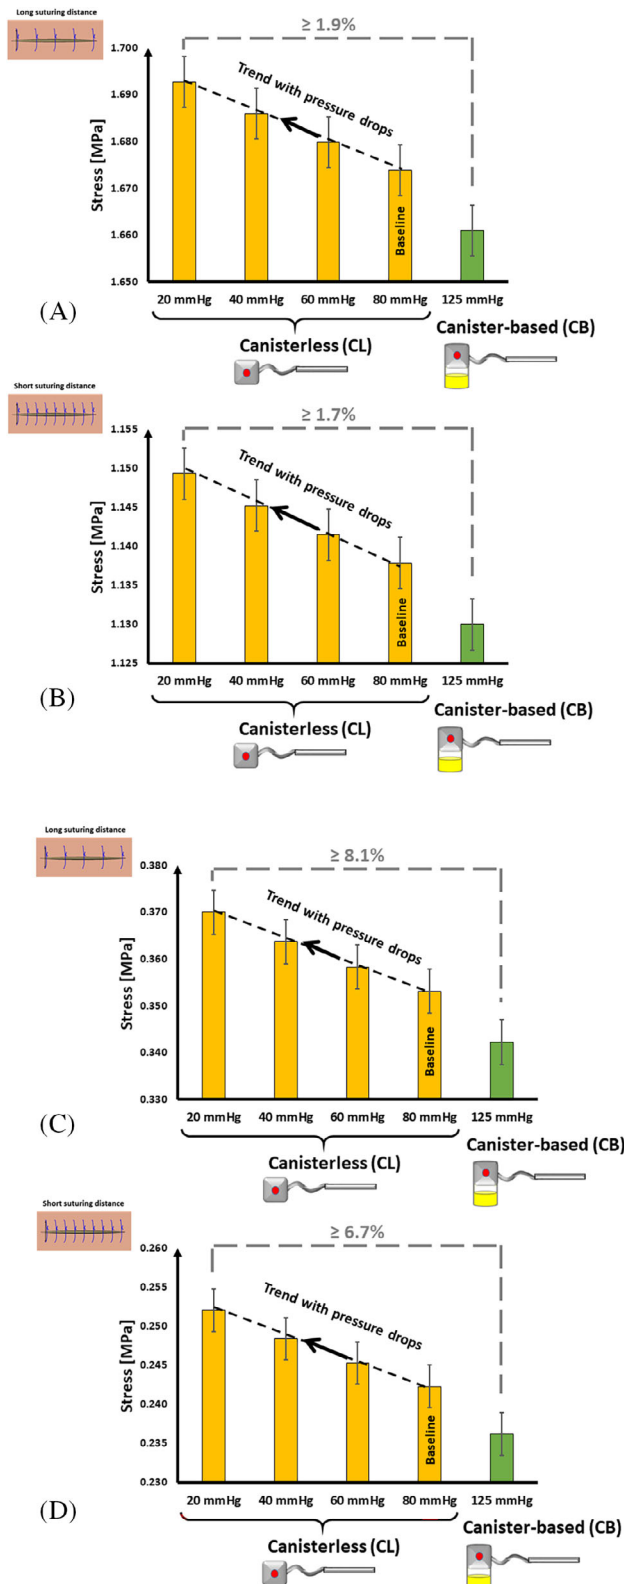 Long suturing distance
≥ 1.9%
1.700
1.690
1.680
1.670
1.660
1.650
Stress [MPa]
Trend with pressure drops
Baseline
20 mmHg 40 mmHg 60 mmHg 80 mmHg 125 mmHg
(A)
Canisterless (CL)
Canister-based (CB)
Short suturing distance
≥ 1.7%
1.155
1.150
1.145
1.140
1.135
1.130
1.125
Stress [MPa]
Trend with pressure drops
Baseline
20 mmHg 40 mmHg 60 mmHg 80 mmHg 125 mmHg
(B)
Canisterless (CL)
Canister-based (CB)
Long suturing distance
≥ 8.1%
0.380
0.370
0.360
0.350
0.340
0.330
Stress [MPa]
Trend with pressure drops
Baseline
20 mmHg 40 mmHg 60 mmHg 80 mmHg 125 mmHg
(C)
Canisterless (CL)
Canister-based (CB)
Short suturing distance
≥ 6.7%
0.260
0.255
0.250
0.245
0.240
0.235
0.230
Stress [MPa]
Trend with pressure drops
Baseline
20 mmHg 40 mmHg 60 mmHg 80 mmHg 125 mmHg
(D)
Canisterless (CL)
Canister-based (CB)